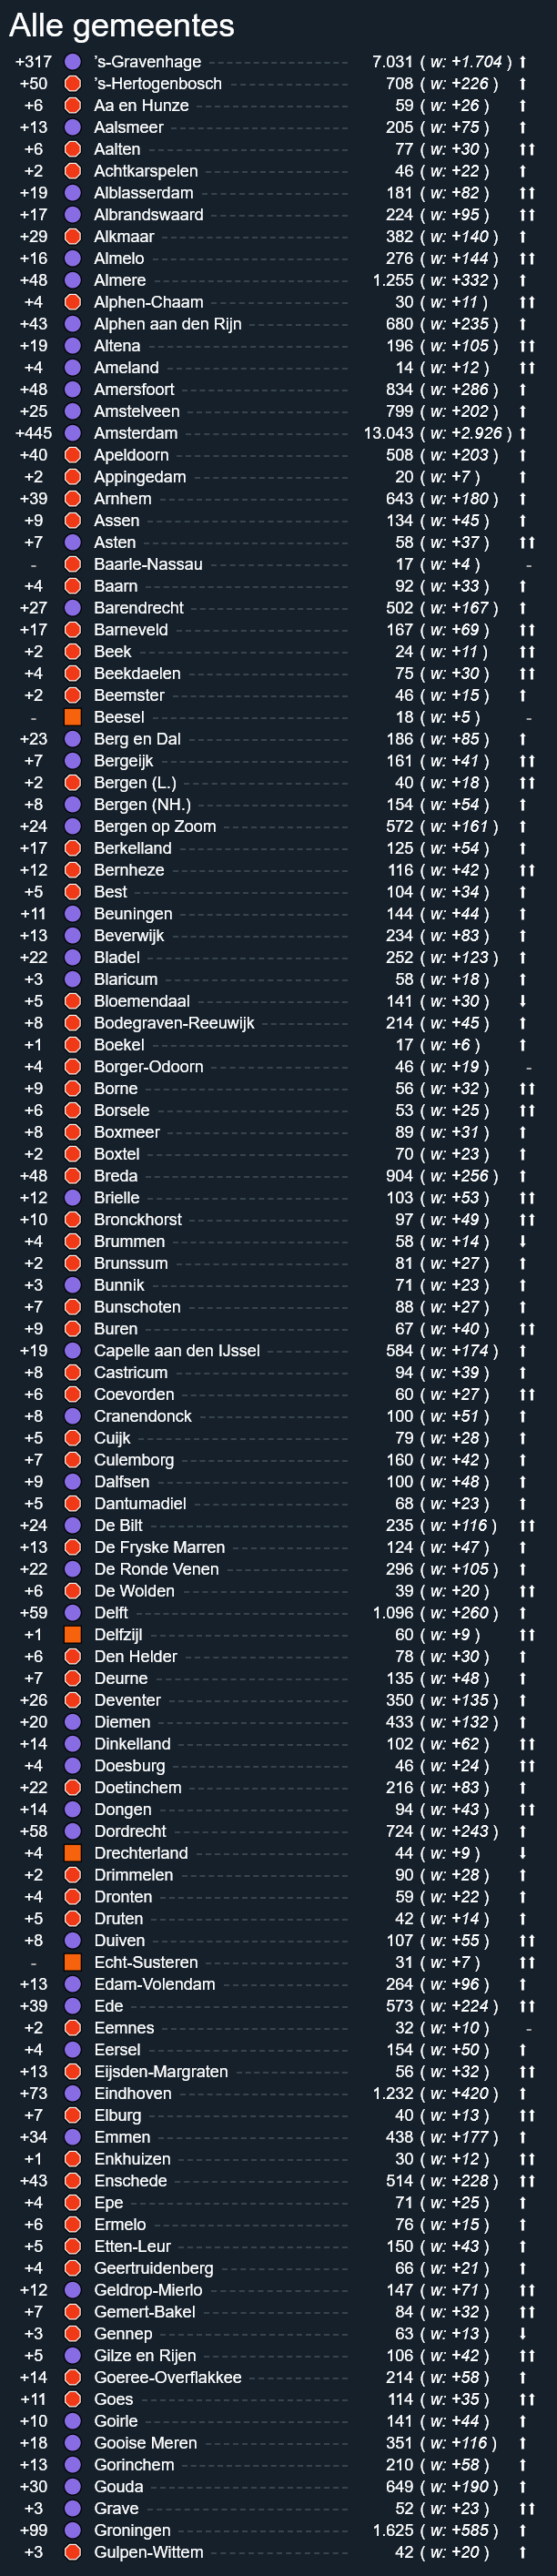 Alle gemeentes
+317 's-Gravenhage 7.031 ( w: +1.704 ) ⬆
+50 's-Hertogenbosch 708 ( w: +226 ) ⬆
+6 Aa en Hunze 59 ( w: +26 ) ⬆
+13 Aalsmeer 205 ( w: +75 ) ⬆
+6 Aalten 77 ( w: +30 ) ⬆⬆
+2 Achtkarspelen 46 ( w: +22 ) ⬆
+19 Alblasserdam 181 ( w: +82 ) ⬆⬆
+17 Albrandswaard 224 ( w: +95 ) ⬆⬆
+29 Alkmaar 382 ( w: +140 ) ⬆
+16 Almelo 276 ( w: +144 ) ⬆⬆
+48 Almere 1.255 ( w: +332 ) ⬆
+4 Alphen-Chaam 30 ( w: +11 ) ⬆⬆
+43 Alphen aan den Rijn 680 ( w: +235 ) ⬆
+19 Altena 196 ( w: +105 ) ⬆⬆
+4 Ameland 14 ( w: +12 ) ⬆⬆
+48 Amersfoort 834 ( w: +286 ) ⬆
+25 Amstelveen 799 ( w: +202 ) ⬆
+445 Amsterdam 13.043 ( w: +2.926 ) ⬆
+40 Apeldoorn 508 ( w: +203 ) ⬆
+2 Appingedam 20 ( w: +7 ) ⬆
+39 Arnhem 643 ( w: +180 ) ⬆
+9 Assen 134 ( w: +45 ) ⬆
+7 Asten 58 ( w: +37 ) ⬆⬆
- Baarle-Nassau 17 ( w: +4 ) -
+4 Baarn 92 ( w: +33 ) ⬆
+27 Barendrecht 502 ( w: +167 ) ⬆
+17 Barneveld 167 ( w: +69 ) ⬆⬆
+2 Beek 24 ( w: +11 ) ⬆⬆
+4 Beekdaelen 75 ( w: +30 ) ⬆⬆
+2 Beemster 46 ( w: +15 ) ⬆
- Beesel 18 ( w: +5 ) -
+23 Berg en Dal 186 ( w: +85 ) ⬆
+7 Bergeijk 161 ( w: +41 ) ⬆⬆
+2 Bergen (L.) 40 ( w: +18 ) ⬆⬆
+8 Bergen (NH.) 154 ( w: +54 ) ⬆
+24 Bergen op Zoom 572 ( w: +161 ) ⬆
+17 Berkelland 125 ( w: +54 ) ⬆
+12 Bernheze 116 ( w: +42 ) ⬆⬆
+5 Best 104 ( w: +34 ) ⬆
+11 Beuningen 144 ( w: +44 ) ⬆
+13 Beverwijk 234 ( w: +83 ) ⬆
+22 Bladel 252 ( w: +123 ) ⬆
+3 Blaricum 58 ( w: +18 ) ⬆
+5 Bloemendaal 141 ( w: +30 ) ⬇
+8 Bodegraven-Reeuwijk 214 ( w: +45 ) ⬆
+1 Boekel 17 ( w: +6 ) ⬆
+4 Borger-Odoorn 46 ( w: +19 ) -
+9 Borne 56 ( w: +32 ) ⬆⬆
+6 Borsele 53 ( w: +25 ) ⬆⬆
+8 Boxmeer 89 ( w: +31 ) ⬆
+2 Boxtel 70 ( w: +23 ) ⬆
+48 Breda 904 ( w: +256 ) ⬆
+12 Brielle 103 ( w: +53 ) ⬆⬆
+10 Bronckhorst 97 ( w: +49 ) ⬆⬆
+4 Brummen 58 ( w: +14 ) ⬇
+2 Brunssum 81 ( w: +27 ) ⬆
+3 Bunnik 71 ( w: +23 ) ⬆
+7 Bunschoten 88 ( w: +27 ) ⬆
+9 Buren 67 ( w: +40 ) ⬆⬆
+19 Capelle aan den IJssel 584 ( w: +174 ) ⬆
+8 Castricum 94 ( w: +39 ) ⬆
+6 Coevorden 60 ( w: +27 ) ⬆⬆
+8 Cranendonck 100 ( w: +51 ) ⬆
+5 Cuijk 79 ( w: +28 ) ⬆
+7 Culemborg 160 ( w: +42 ) ⬆
+9 Dalfsen 100 ( w: +48 ) ⬆
+5 Dantumadiel 68 ( w: +23 ) ⬆
+24 De Bilt 235 ( w: +116 ) ⬆⬆
+13 De Fryske Marren 124 ( w: +47 ) ⬆
+22 De Ronde Venen 296 ( w: +105 ) ⬆
+6 De Wolden 39 ( w: +20 ) ⬆⬆
+59 Delft 1.096 ( w: +260 ) ⬆
+1 Delfzijl 60 ( w: +9 ) ⬆⬆
+6 Den Helder 78 ( w: +30 ) ⬆
+7 Deurne 135 ( w: +48 ) ⬆
+26 Deventer 350 ( w: +135 ) ⬆
+20 Diemen 433 ( w: +132 ) ⬆
+14 Dinkelland 102 ( w: +62 ) ⬆⬆
+4 Doesburg 46 ( w: +24 ) ⬆⬆
+22 Doetinchem 216 ( w: +83 ) ⬆
+14 Dongen 94 ( w: +43 ) ⬆⬆
+58 Dordrecht 724 ( w: +243 ) ⬆
+4 Drechterland 44 ( w: +9 ) ⬇
+2 Drimmelen 90 ( w: +28 ) ⬆
+4 Dronten 59 ( w: +22 ) ⬆
+5 Druten 42 ( w: +14 ) ⬆
+8 Duiven 107 ( w: +55 ) ⬆⬆
- Echt-Susteren 31 ( w: +7 ) ⬆⬆
+13 Edam-Volendam 264 ( w: +96 ) ⬆
+39 Ede 573 ( w: +224 ) ⬆⬆
+2 Eemnes 32 ( w: +10 ) -
+4 Eersel 154 ( w: +50 ) ⬆
+13 Eijsden-Margraten 56 ( w: +32 ) ⬆⬆
+73 Eindhoven 1.232 ( w: +420 ) ⬆
+7 Elburg 40 ( w: +13 ) ⬆⬆
+34 Emmen 438 ( w: +177 ) ⬆
+1 Enkhuizen 30 ( w: +12 ) ⬆⬆
+43 Enschede 514 ( w: +228 ) ⬆⬆
+4 Epe 71 ( w: +25 ) ⬆
+6 Ermelo 76 ( w: +15 ) ⬆
+5 Etten-Leur 150 ( w: +43 ) ⬆
+4 Geertruidenberg 66 ( w: +21 ) ⬆
+12 Geldrop-Mierlo 147 ( w: +71 ) ⬆⬆
+7 Gemert-Bakel 84 ( w: +32 ) ⬆⬆
+3 Gennep 63 ( w: +13 ) ⬇
+5 Gilze en Rijen 106 ( w: +42 ) ⬆⬆
+14 Goeree-Overflakkee 214 ( w: +58 ) ⬆
+11 Goes 114 ( w: +35 ) ⬆⬆
+10 Goirle 141 ( w: +44 ) ⬆
+18 Gooise Meren 351 ( w: +116 ) ⬆
+13 Gorinchem 210 ( w: +58 ) ⬆
+30 Gouda 649 ( w: +190 ) ⬆
+3 Grave 52 ( w: +23 ) ⬆⬆
+99 Groningen 1.625 ( w: +585 ) ⬆
+3 Gulpen-Wittem 42 ( w: +20 ) ⬆